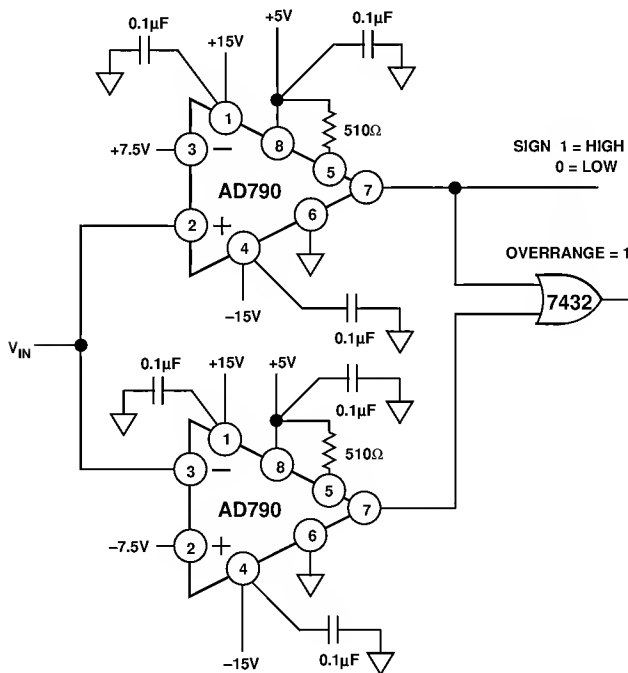 0.1µF
+15V
+5V
0.1µF
1
8
510Ω
+7.5V
3
−
5
7
SIGN 1 = HIGH
0 = LOW
AD790
2
+
6
4
−15V
0.1µF
OVERRANGE = 1
7432
VIN
0.1µF
+15V
+5V
0.1µF
1
8
510Ω
3
−
5
7
AD790
−7.5V
2
+
6
4
−15V
0.1µF